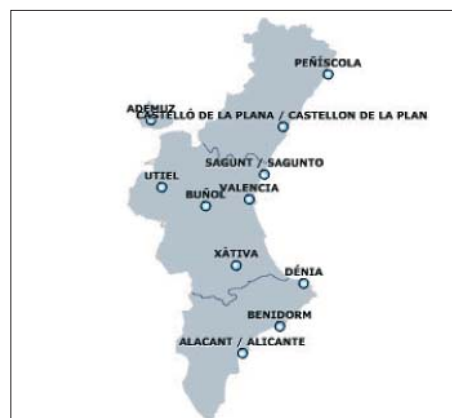 PEÑÍSCOLA
ADEMUZ
CASTELLÓ DE LA PLANA / CASTELLON DE LA PLAN
SAGUNT / SAGUNTO
UTIEL
VALENCIA
BUÑOL
XÀTIVA
DÉNIA
BENIDORM
ALACANT / ALICANTE